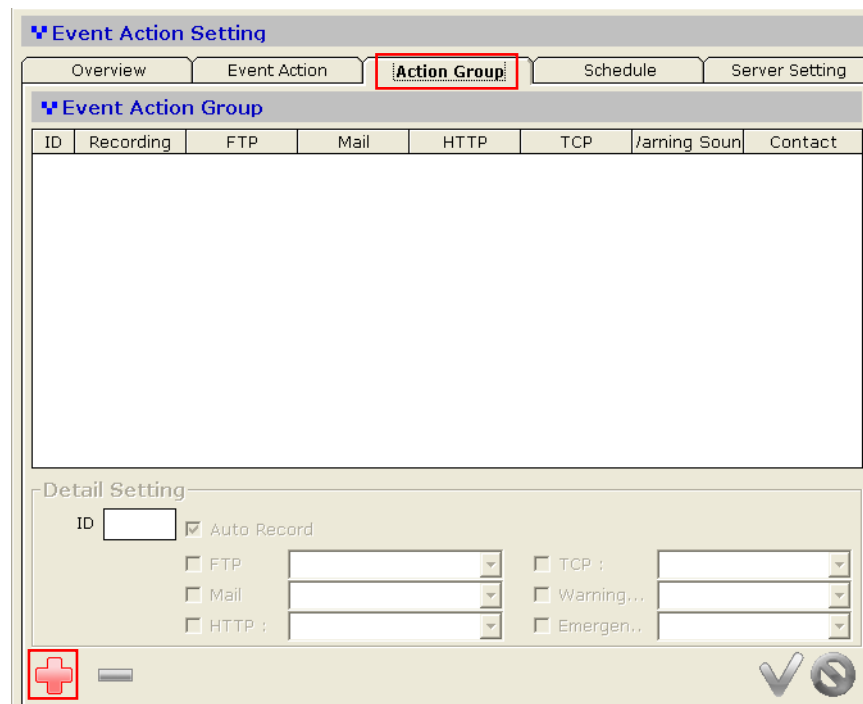 Event Action Setting
Overview Event Action Action Group Schedule Server Setting
Event Action Group
ID Recording FTP Mail HTTP TCP /arning Soun Contact
Detail Setting
ID Auto Record
FTP TCP :
Mail Warning...
HTTP : Emergen..